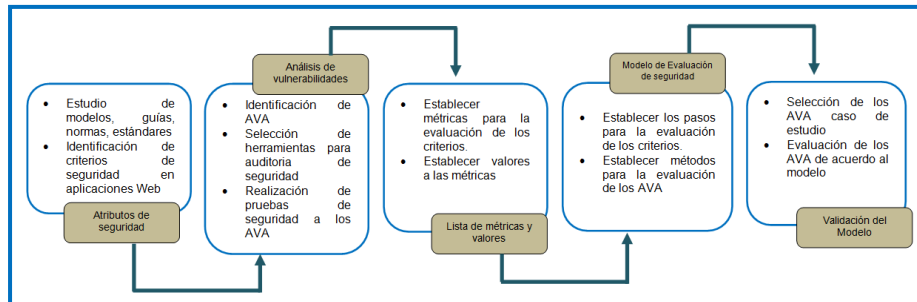 Estudio de
modelos, guías,
normas, estándares
Identificación de
criterios de
seguridad en
aplicaciones Web
Atributos de
seguridad
Análisis de
vulnerabilidades
Identificación de
AVA
Selección de
herramientas para
auditoria de
seguridad
Realización de
pruebas de
seguridad a los
AVA
Establecer
métricas para la
evaluación de los
criterios.
Establecer valores
a las métricas
Lista de métricas y
valores
Modelo de Evaluación
de seguridad
Establecer los pasos
para la evaluación
de los criterios.
Establecer métodos
para la evaluación
de los AVA
Selección de los
AVA caso de
estudio
Evaluación de los
AVA de acuerdo al
modelo
Validación del
Modelo